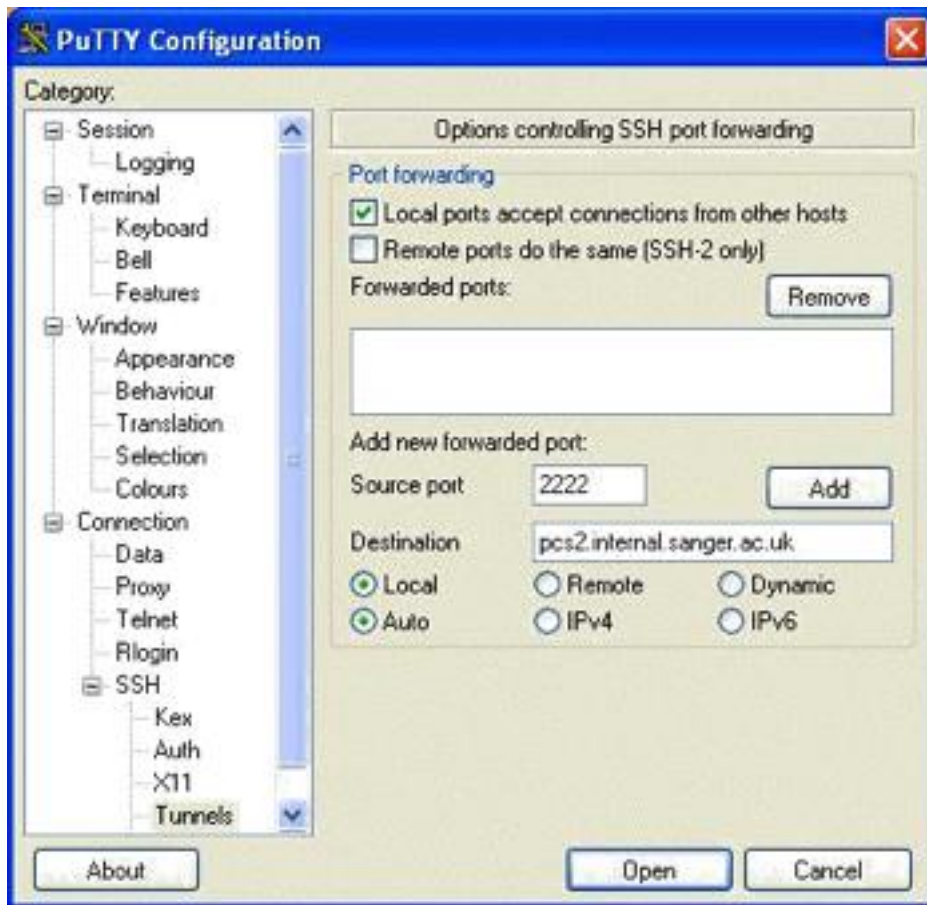 PuTTY Configuration
Category:
Session
Logging
Terminal
Keyboard
Bell
Features
Window
Appearance
Behaviour
Translation
Selection
Colours
Connection
Data
Proxy
Telnet
Rlogin
SSH
Kex
Auth
X11
Tunnels
Options controlling SSH port forwarding
Port forwarding
Local ports accept connections from other hosts
Remote ports do the same (SSH-2 only)
Forwarded ports:
Remove
Add new forwarded port:
Source port 2222 Add
Destination pcs2.internal.sanger.ac.uk
Local Remote Dynamic
Auto IPv4 IPv6
About Open Cancel